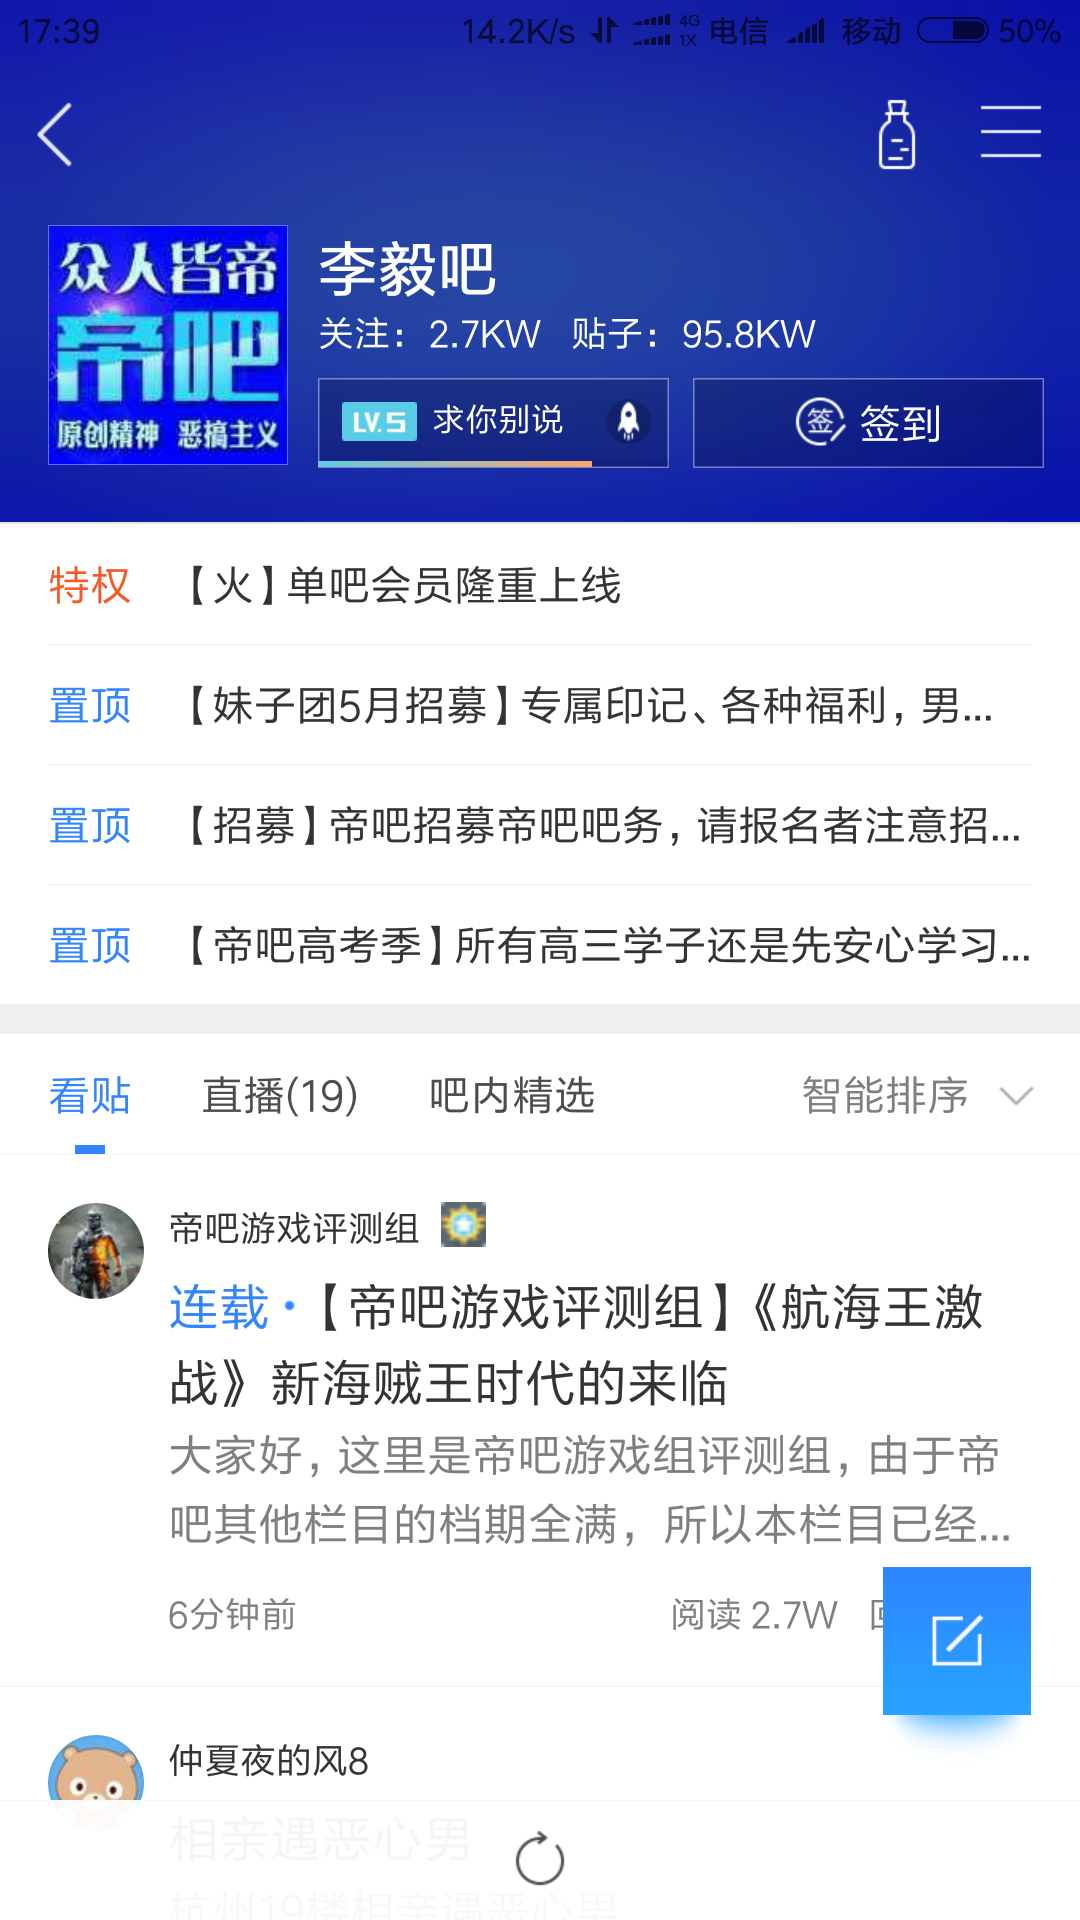 17:39 14.2K/s 4G 1X 电信 移动 50%
众人皆帝
帝吧
原创精神 恶搞主义
李毅吧
关注：2.7KW 贴子：95.8KW
LV.5 求你别说 签 签到
特权 【火】单吧会员隆重上线
置顶 【妹子团5月招募】专属印记、各种福利，男...
置顶 【招募】帝吧招募帝吧吧务，请报名者注意招...
置顶 【帝吧高考季】所有高三学子还是先安心学习...
看贴 直播(19) 吧内精选 智能排序
帝吧游戏评测组
连载·【帝吧游戏评测组】《航海王激
战》新海贼王时代的来临
大家好，这里是帝吧游戏组评测组，由于帝
吧其他栏目的档期全满，所以本栏目已经...
6分钟前 阅读 2.7W
仲夏夜的风8
相亲遇恶心男
杭州19楼相亲遇恶心男